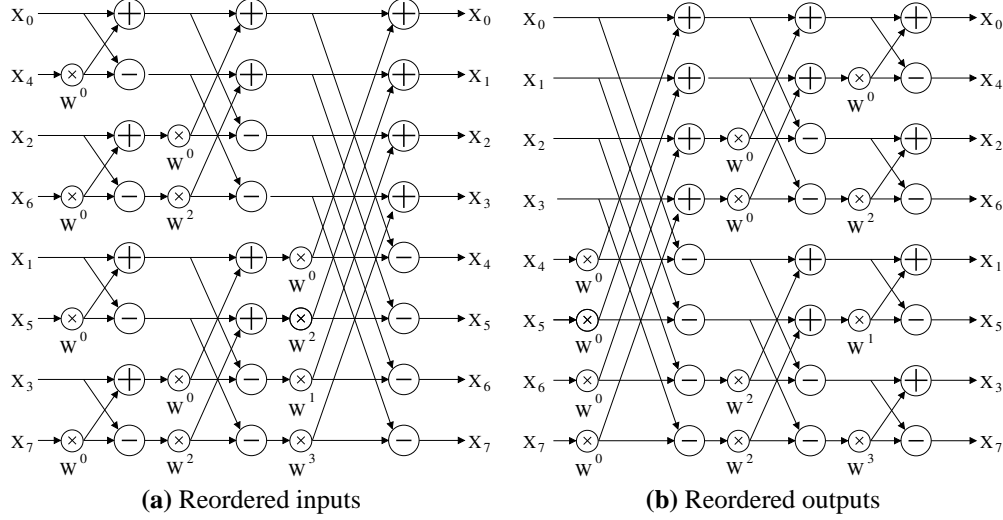 X₀ X₀ X₀ X₀
X₄ X₁ X₁ X₄
W⁰ W⁰
X₂ X₂ X₂ X₂
W⁰ W⁰
X₆ X₃ X₃ X₆
W⁰ W² W⁰ W²
X₁ X₄ X₄ X₁
W⁰ W⁰
X₅ X₅ X₅ X₅
W⁰ W² W⁰ W¹
X₃ X₆ X₆ X₃
W⁰ W¹ W⁰ W²
X₇ X₇ X₇ X₇
W⁰ W² W³ W⁰ W² W³
(a) Reordered inputs (b) Reordered outputs